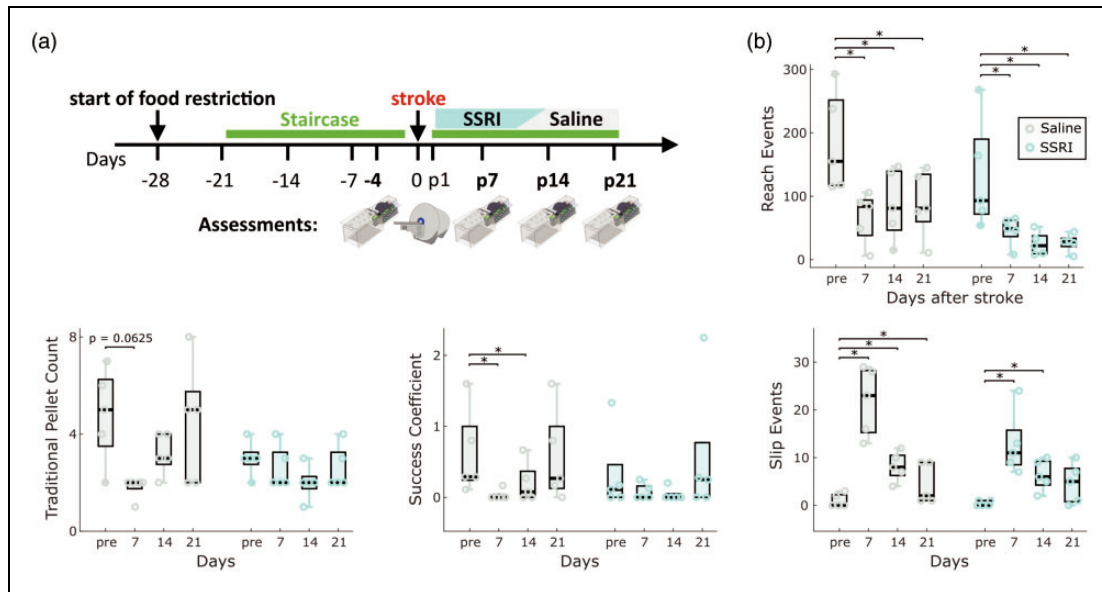 (a)
start of food restriction
stroke
Staircase
SSRI
Saline
Days
-28 -21 -14 -7 -4 0 p1 p7 p14 p21
Assessments:
(b)
* 
*
*
*
*
*
300
200
100
0
Reach Events
Saline
SSRI
pre 7 14 21 pre 7 14 21
Days after stroke
p = 0.0625
8
4
0
Traditional Pellet Count
pre 7 14 21 pre 7 14 21
Days
*
*
2
1
0
Success Coefficient
pre 7 14 21 pre 7 14 21
Days
*
*
*
*
*
30
20
10
0
Slip Events
pre 7 14 21 pre 7 14 21
Days